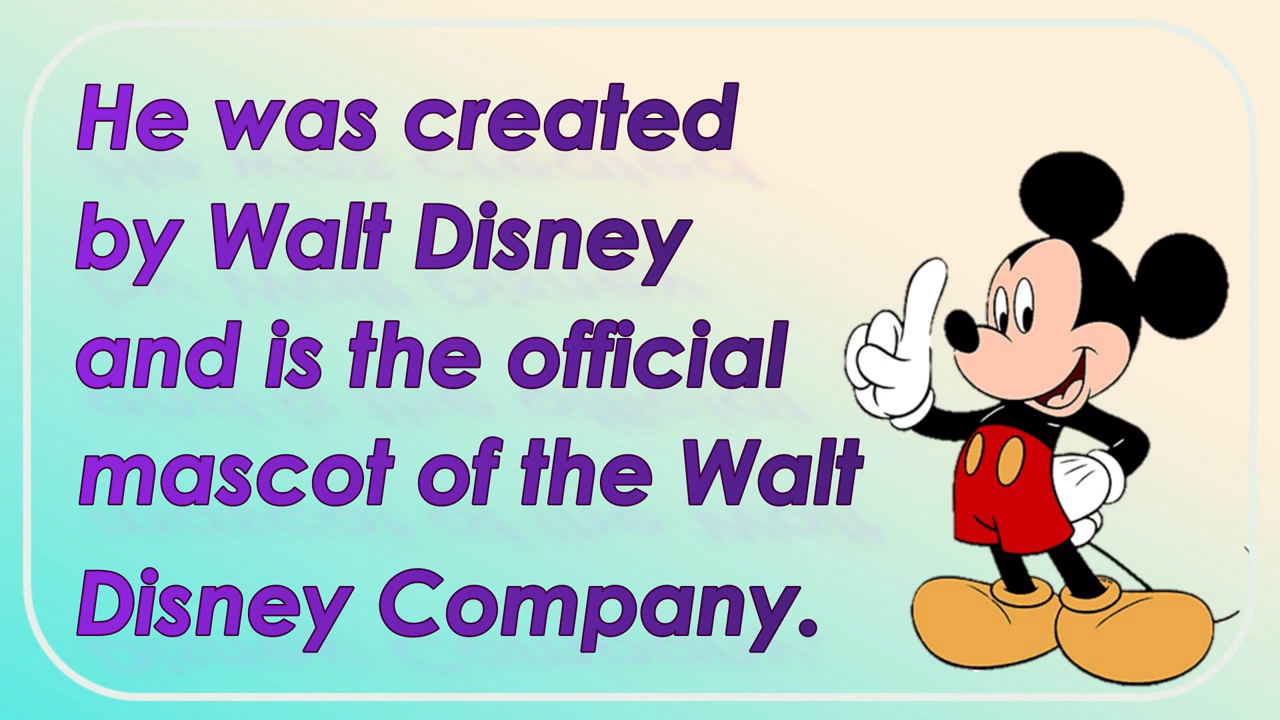 He was created
by Walt Disney
and is the official
mascot of the Walt
Disney Company.